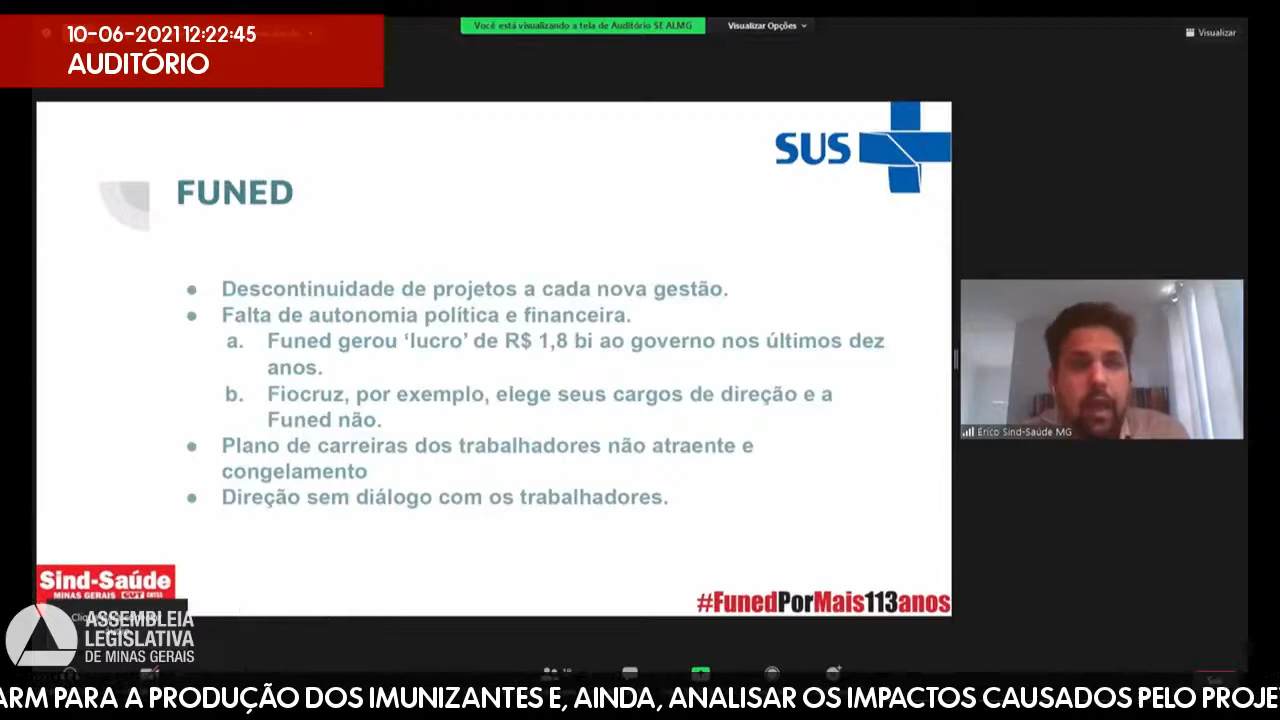 10-06-2021 12:22:45
AUDITÓRIO
Você está visualizando a tela de Auditório SE ALMG
Visualizar Opções
Visualizar
SUS
FUNED
● Descontinuidade de projetos a cada nova gestão.
● Falta de autonomia política e financeira.
a. Funed gerou ‘lucro’ de R$ 1,8 bi ao governo nos últimos dez
anos.
b. Fiocruz, por exemplo, elege seus cargos de direção e a
Funed não.
● Plano de carreiras dos trabalhadores não atraente e
congelamento
● Direção sem diálogo com os trabalhadores.
Érico Sind-Saúde MG
Sind-Saúde
MINAS GERAIS CUT CNTSS
#FunedPorMais113anos
ASSEMBLEIA
LEGISLATIVA
DE MINAS GERAIS
ARM PARA A PRODUÇÃO DOS IMUNIZANTES E, AINDA, ANALISAR OS IMPACTOS CAUSADOS PELO PROJE